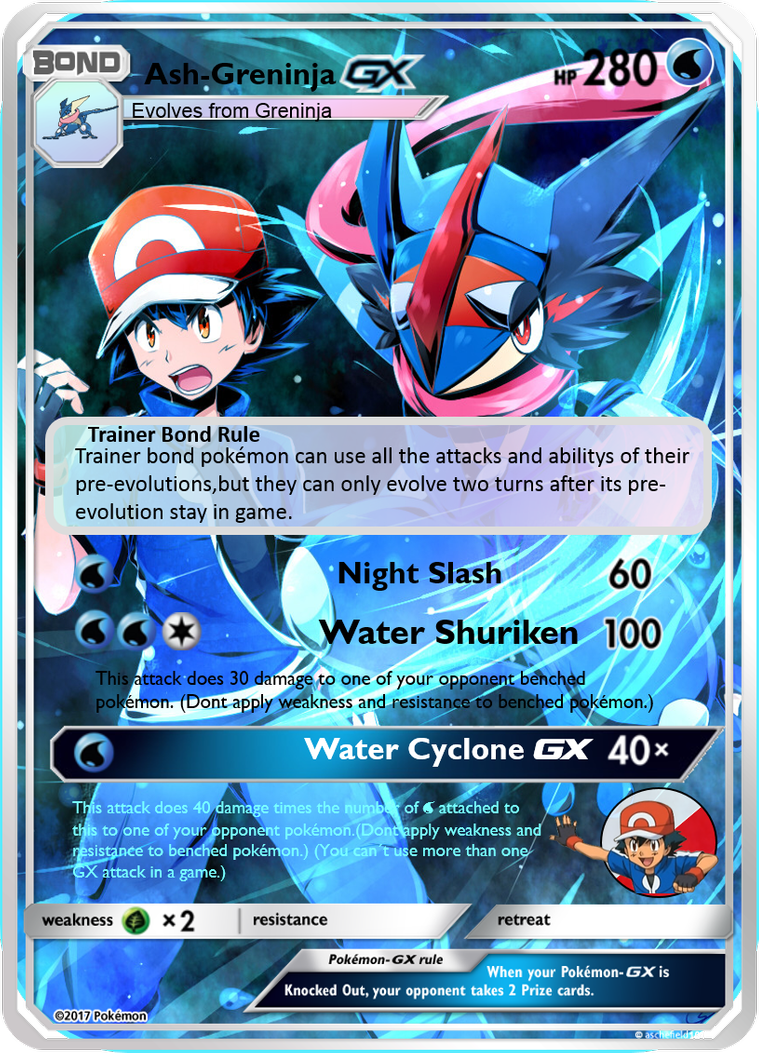 BOND
Ash-Greninja GX
HP 280
Evolves from Greninja
Trainer Bond Rule
Trainer bond pokémon can use all the attacks and abilitys of their
pre-evolutions,but they can only evolve two turns after its pre-
evolution stay in game.
Night Slash 60
Water Shuriken 100
This attack does 30 damage to one of your opponent benched
pokémon. (Dont apply weakness and resistance to benched pokémon.)
Water Cyclone GX 40×
This attack does 40 damage times the number of attached to
this to one of your opponent pokémon.(Dont apply weakness and
resistance to benched pokémon.) (You can´t use more than one
GX attack in a game.)
weakness ×2 resistance retreat
Pokémon-GX rule
When your Pokémon-GX is
Knocked Out, your opponent takes 2 Prize cards.
©2017 Pokémon